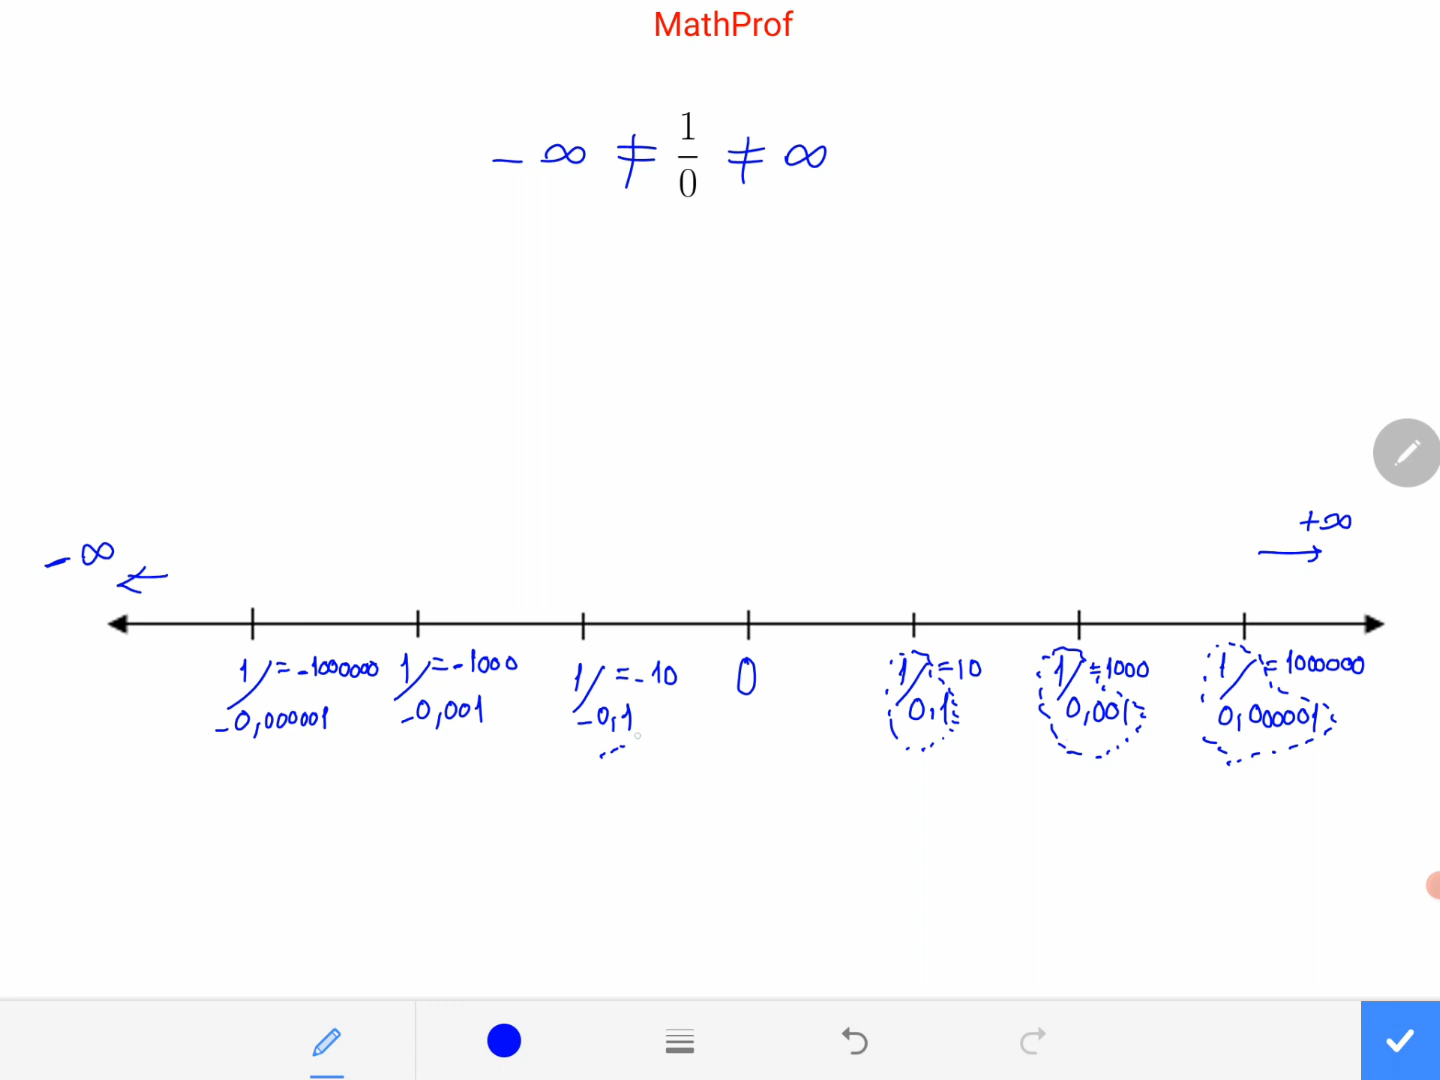 MathProf
- ∞ ≠ 1/0 ≠ ∞
+∞
- ∞
1/-0,000001 = -1000000 1/-0,001 = -1000 1/-0,1 = -10 0 1/0,1 = 10 1/0,001 = 1000 1/0,000001 = 1000000